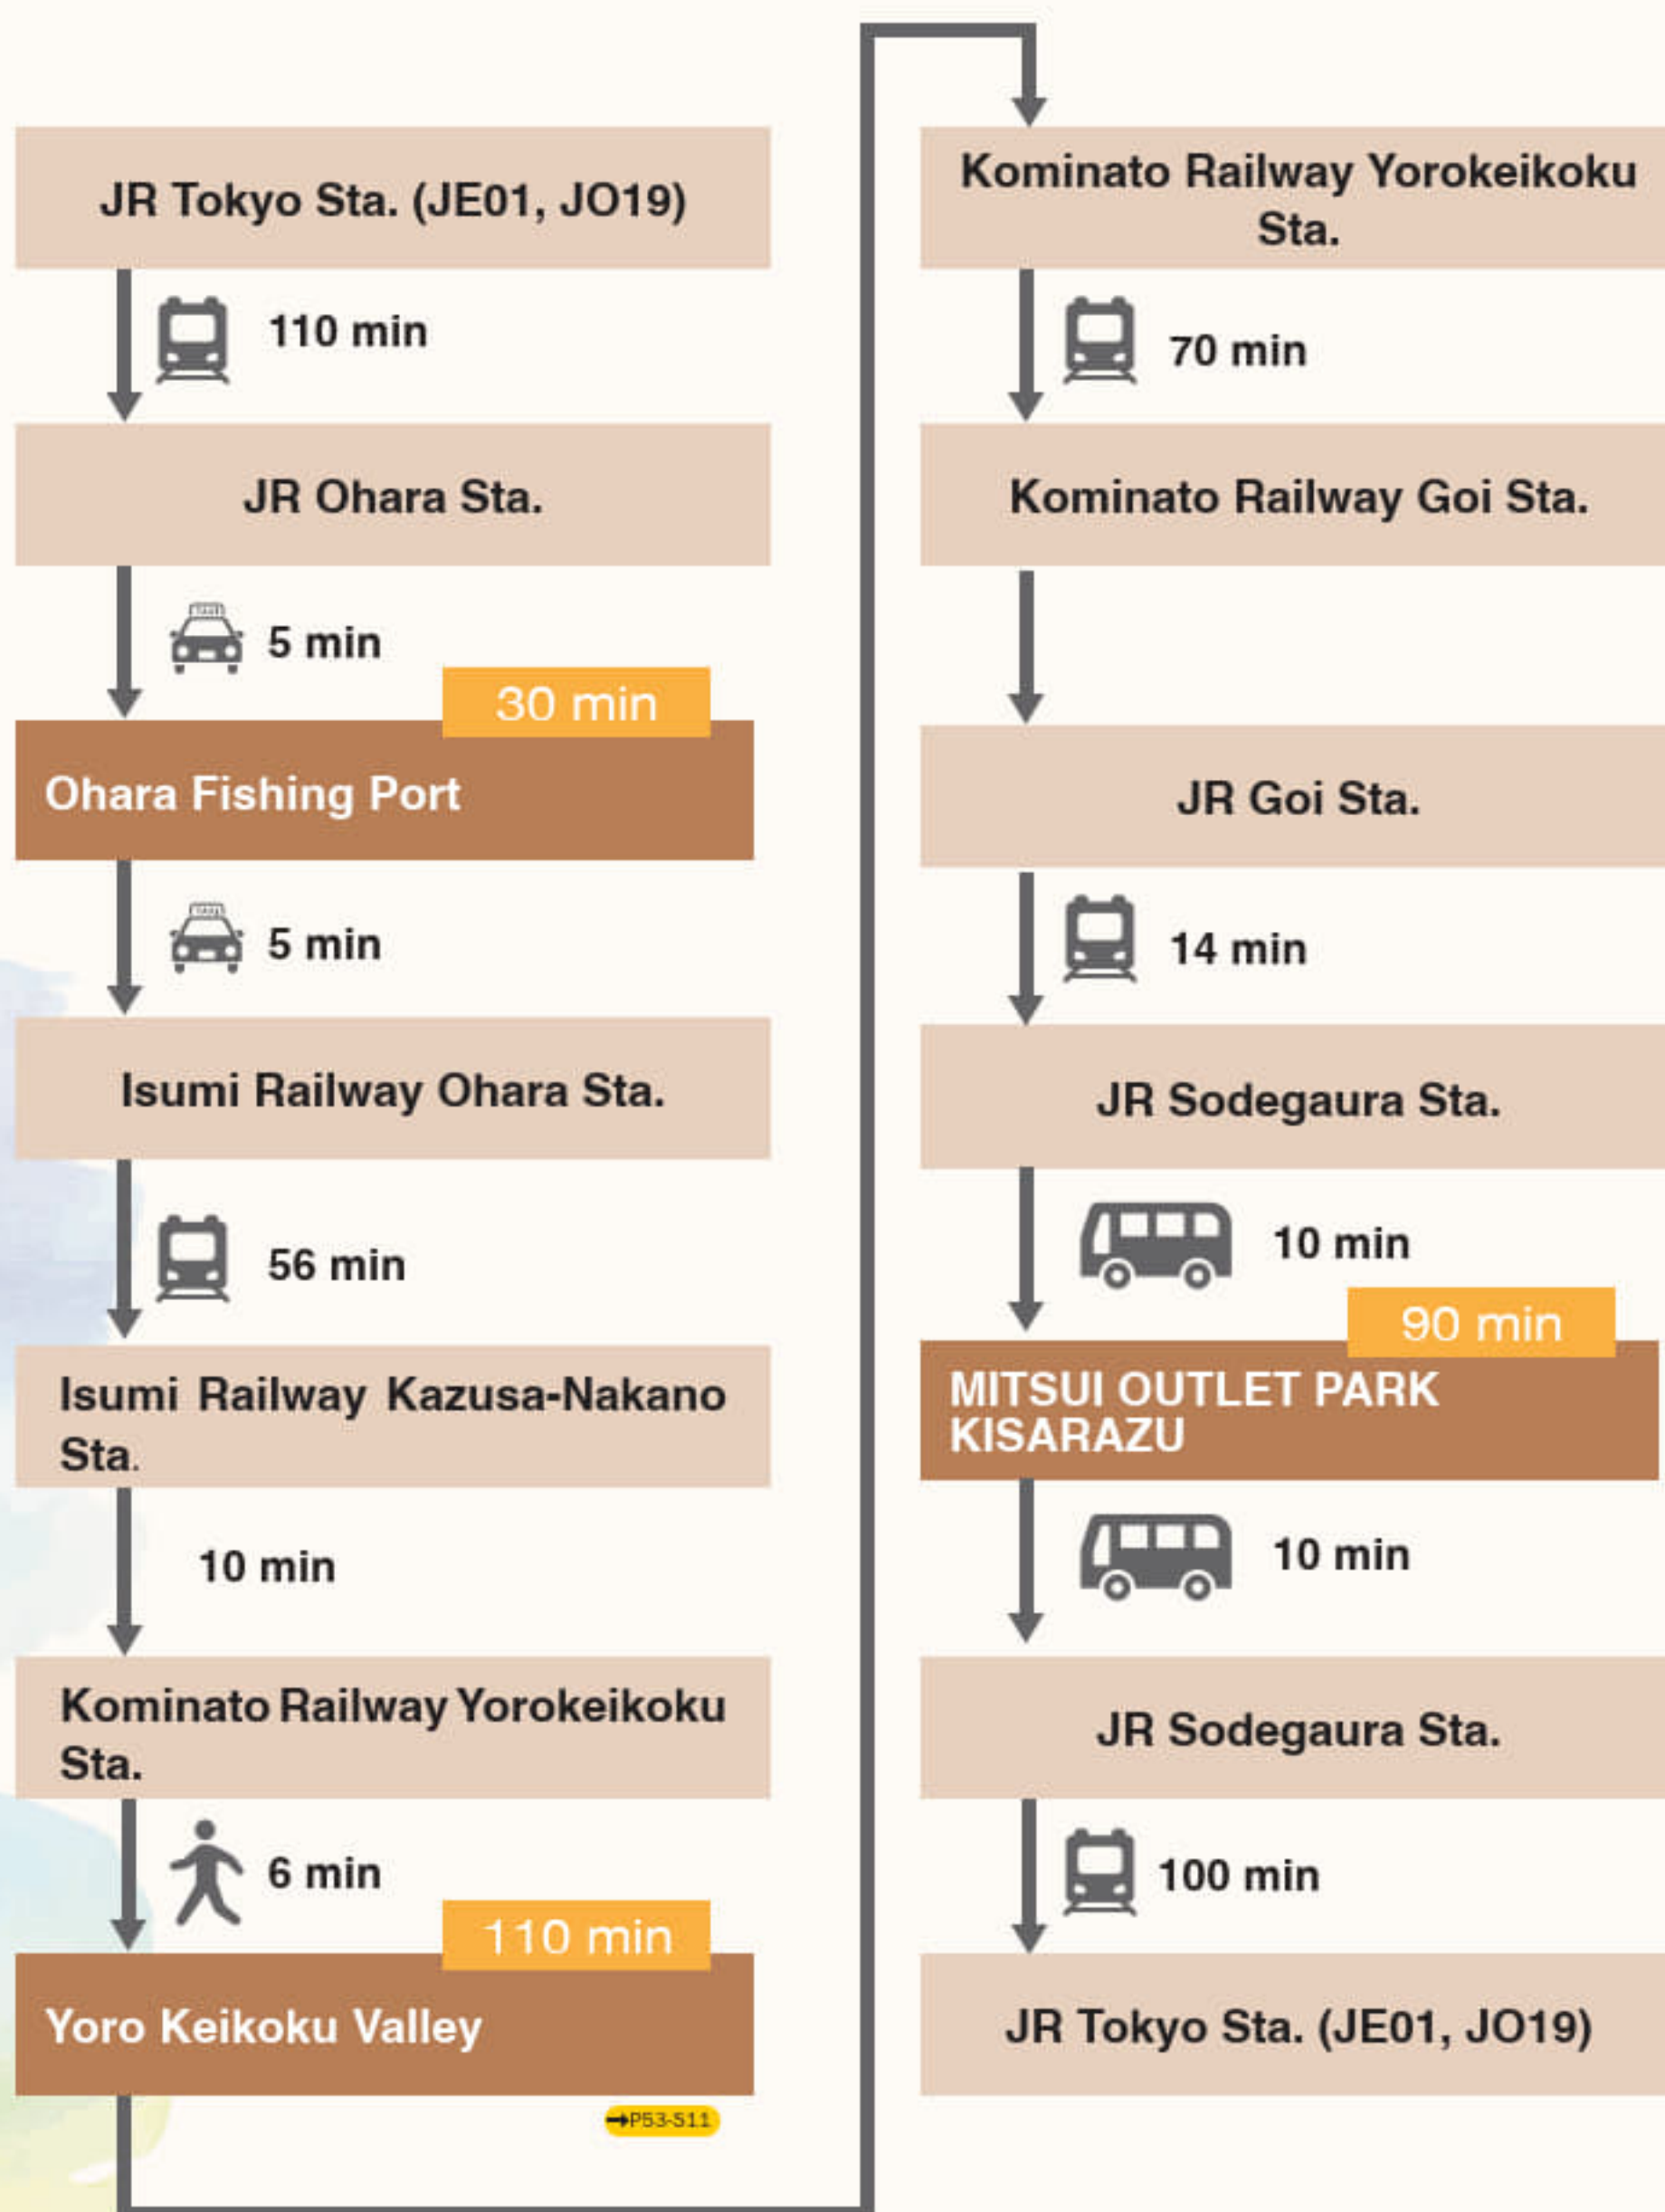 JR Tokyo Sta. (JE01, JO19)
110 min
JR Ohara Sta.
TAXI
5 min
30 min
Ohara Fishing Port
TAXI
5 min
Isumi Railway Ohara Sta.
56 min
Isumi Railway Kazusa-Nakano
Sta.
10 min
Kominato Railway Yorokeikoku
Sta.
6 min
110 min
Yoro Keikoku Valley
➞P53-S11
Kominato Railway Yorokeikoku
Sta.
70 min
Kominato Railway Goi Sta.
JR Goi Sta.
14 min
JR Sodegaura Sta.
10 min
90 min
MITSUI OUTLET PARK
KISARAZU
10 min
JR Sodegaura Sta.
100 min
JR Tokyo Sta. (JE01, JO19)